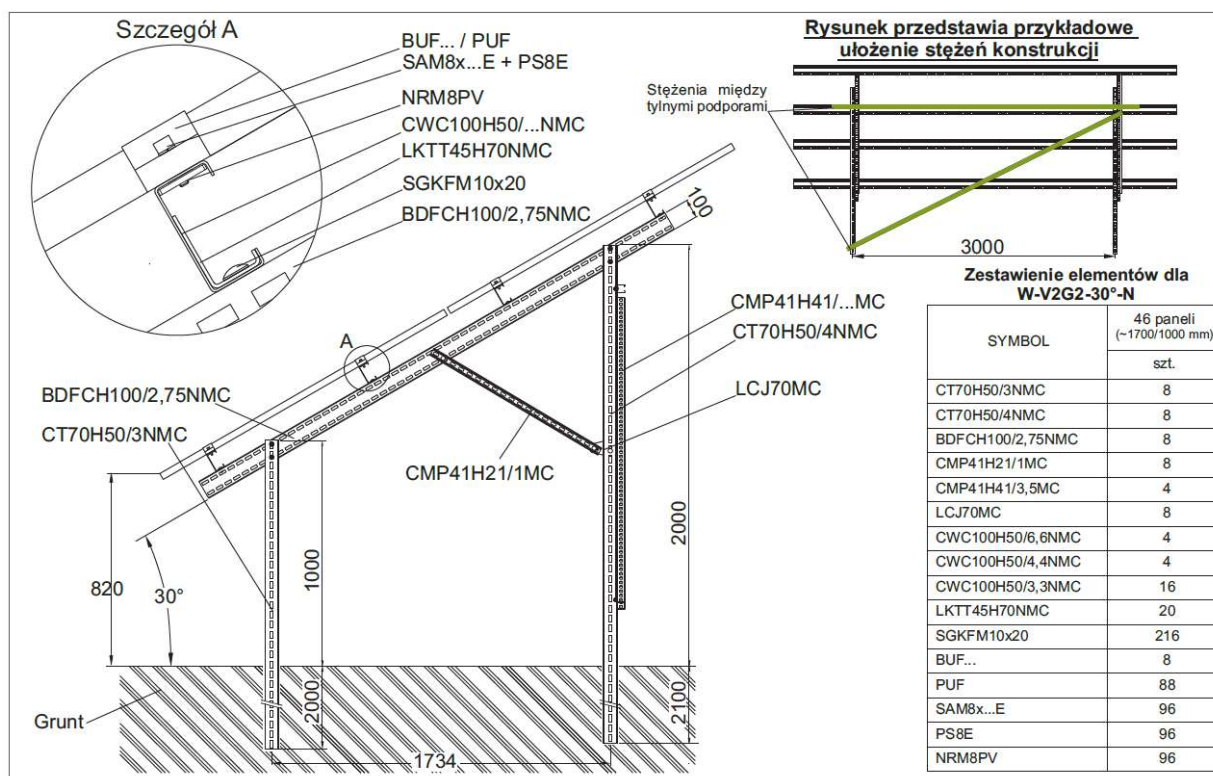 Szczegół A
BUF... / PUF
SAM8x...E + PS8E
NRM8PV
CWC100H50/...NMC
LKTT45H70NMC
SGKFM10x20
BDFCH100/2,75NMC
Rysunek przedstawia przykładowe
ułożenie stężeń konstrukcji
Stężenia między
tylnymi podporami
3000
100
A
CMP41H41/...MC
CT70H50/4NMC
LCJ70MC
BDFCH100/2,75NMC
CT70H50/3NMC
CMP41H21/1MC
820
30°
1000
2000
2000
2100
Grunt
1734
Zestawienie elementów dla
W-V2G2-30°-N
SYMBOL
46 paneli
(~1700/1000 mm)
szt.
CT70H50/3NMC 8
CT70H50/4NMC 8
BDFCH100/2,75NMC 8
CMP41H21/1MC 8
CMP41H41/3,5MC 4
LCJ70MC 8
CWC100H50/6,6NMC 4
CWC100H50/4,4NMC 4
CWC100H50/3,3NMC 16
LKTT45H70NMC 20
SGKFM10x20 216
BUF... 8
PUF 88
SAM8x...E 96
PS8E 96
NRM8PV 96